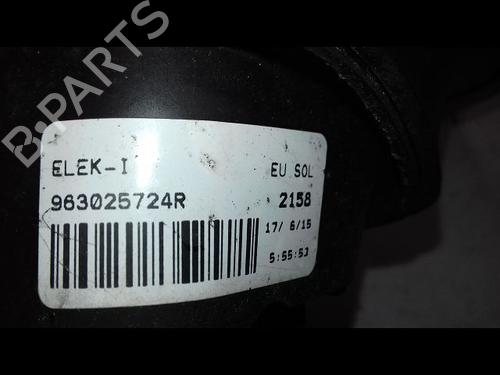 B-PARTS
ELEK-I EU SOL
963025724R 2158
17/ 6/15
5:55:53